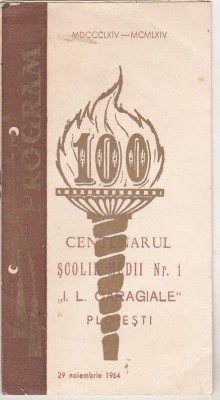 MDCCCLXIV — MCMLXIV
PROGRAM
100
CENTENARUL
ȘCOLII MEDII Nr. 1
„I. L. CARAGIALE"
PLOIEȘTI
29 noiembrie 1964